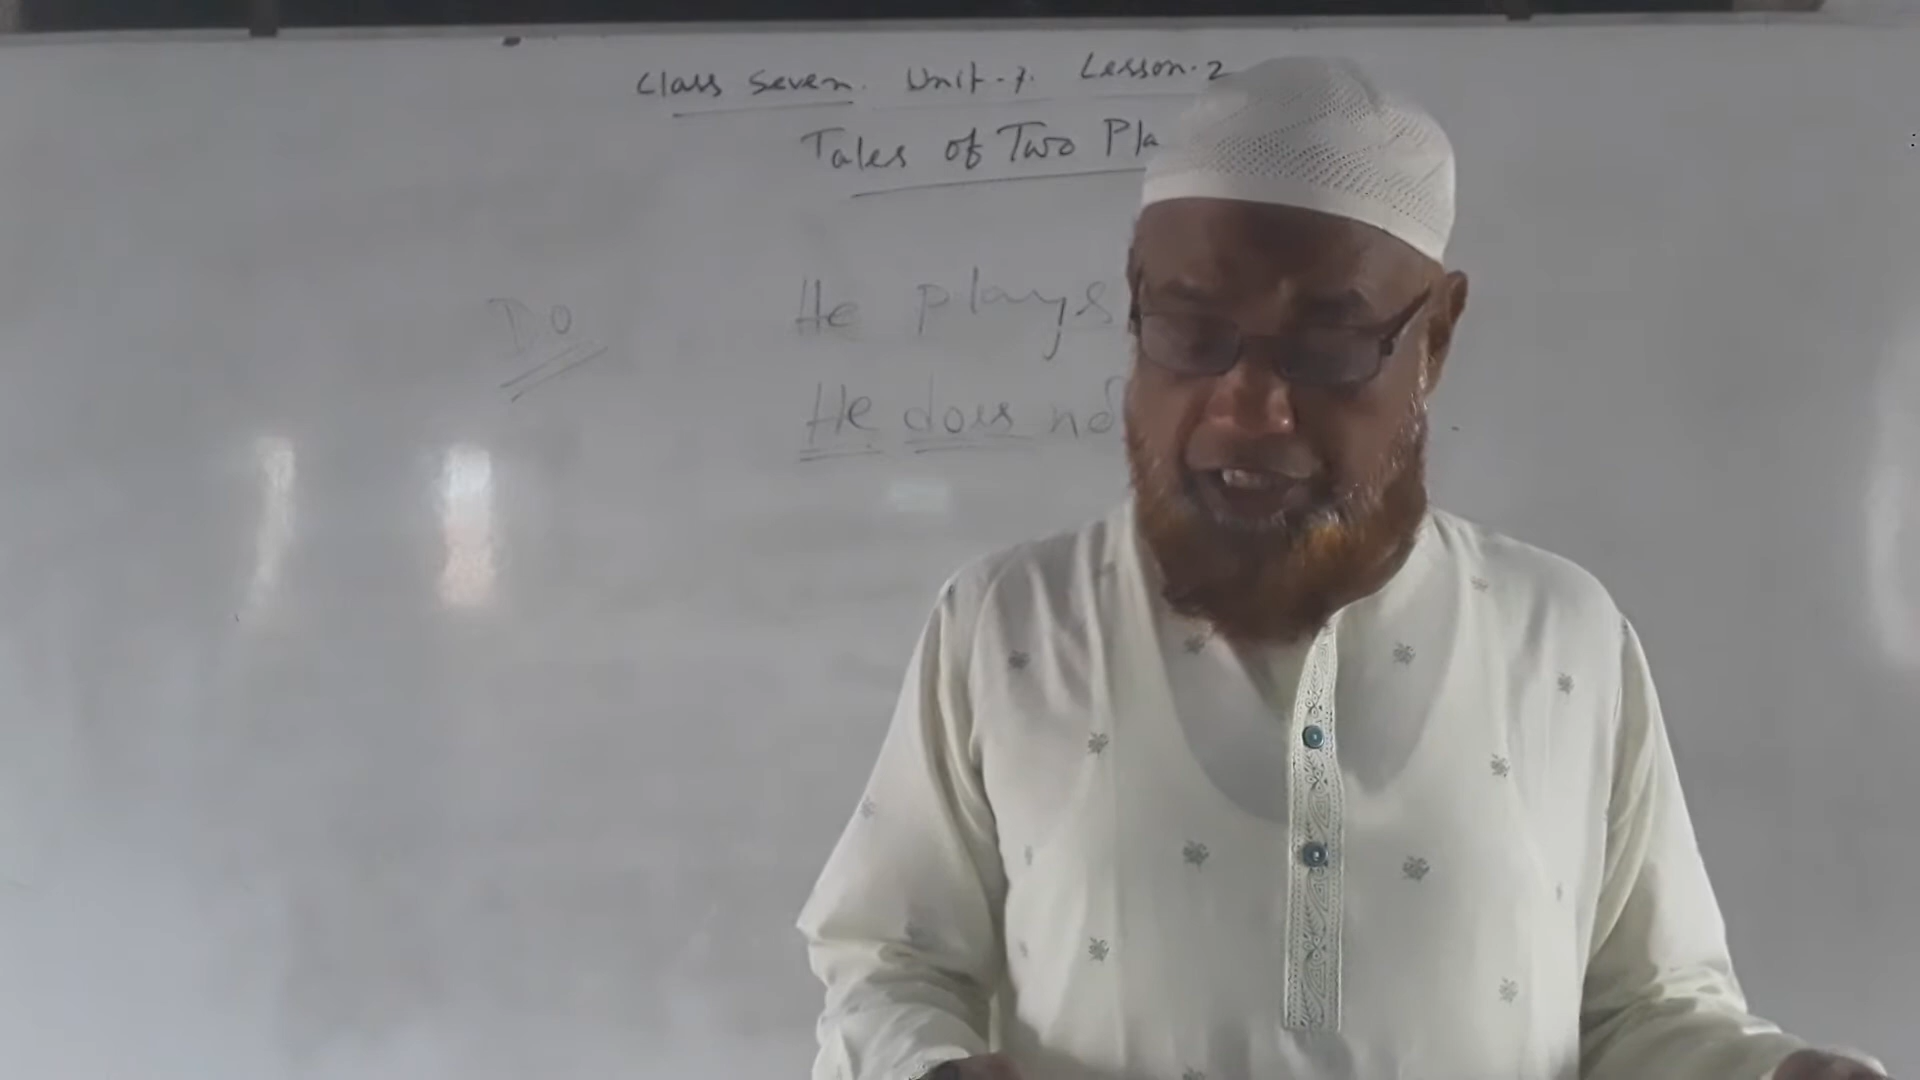 Class Seven. Unit-7. Lesson-2
Tales of Two Pla
Do
He plays
He does no